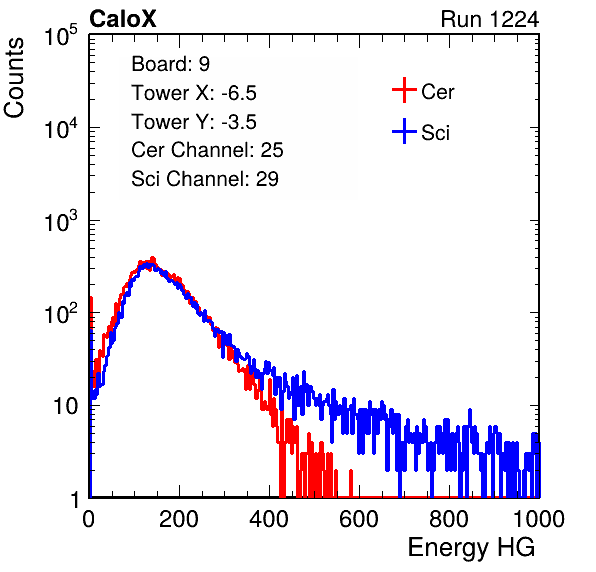 CaloX Run 1224
Counts
Board: 9
Tower X: -6.5
Tower Y: -3.5
Cer Channel: 25
Sci Channel: 29
Cer
Sci
10^5
10^4
10^3
10^2
10
1
0 200 400 600 800 1000
Energy HG